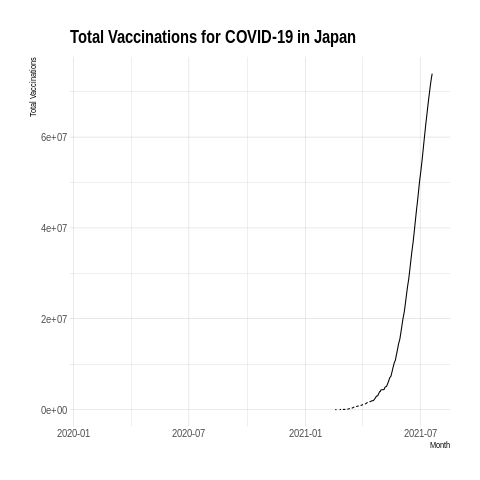 Total Vaccinations for COVID-19 in Japan
Total Vaccinations
6e+07
4e+07
2e+07
0e+00
2020-01 2020-07 2021-01 2021-07
Month